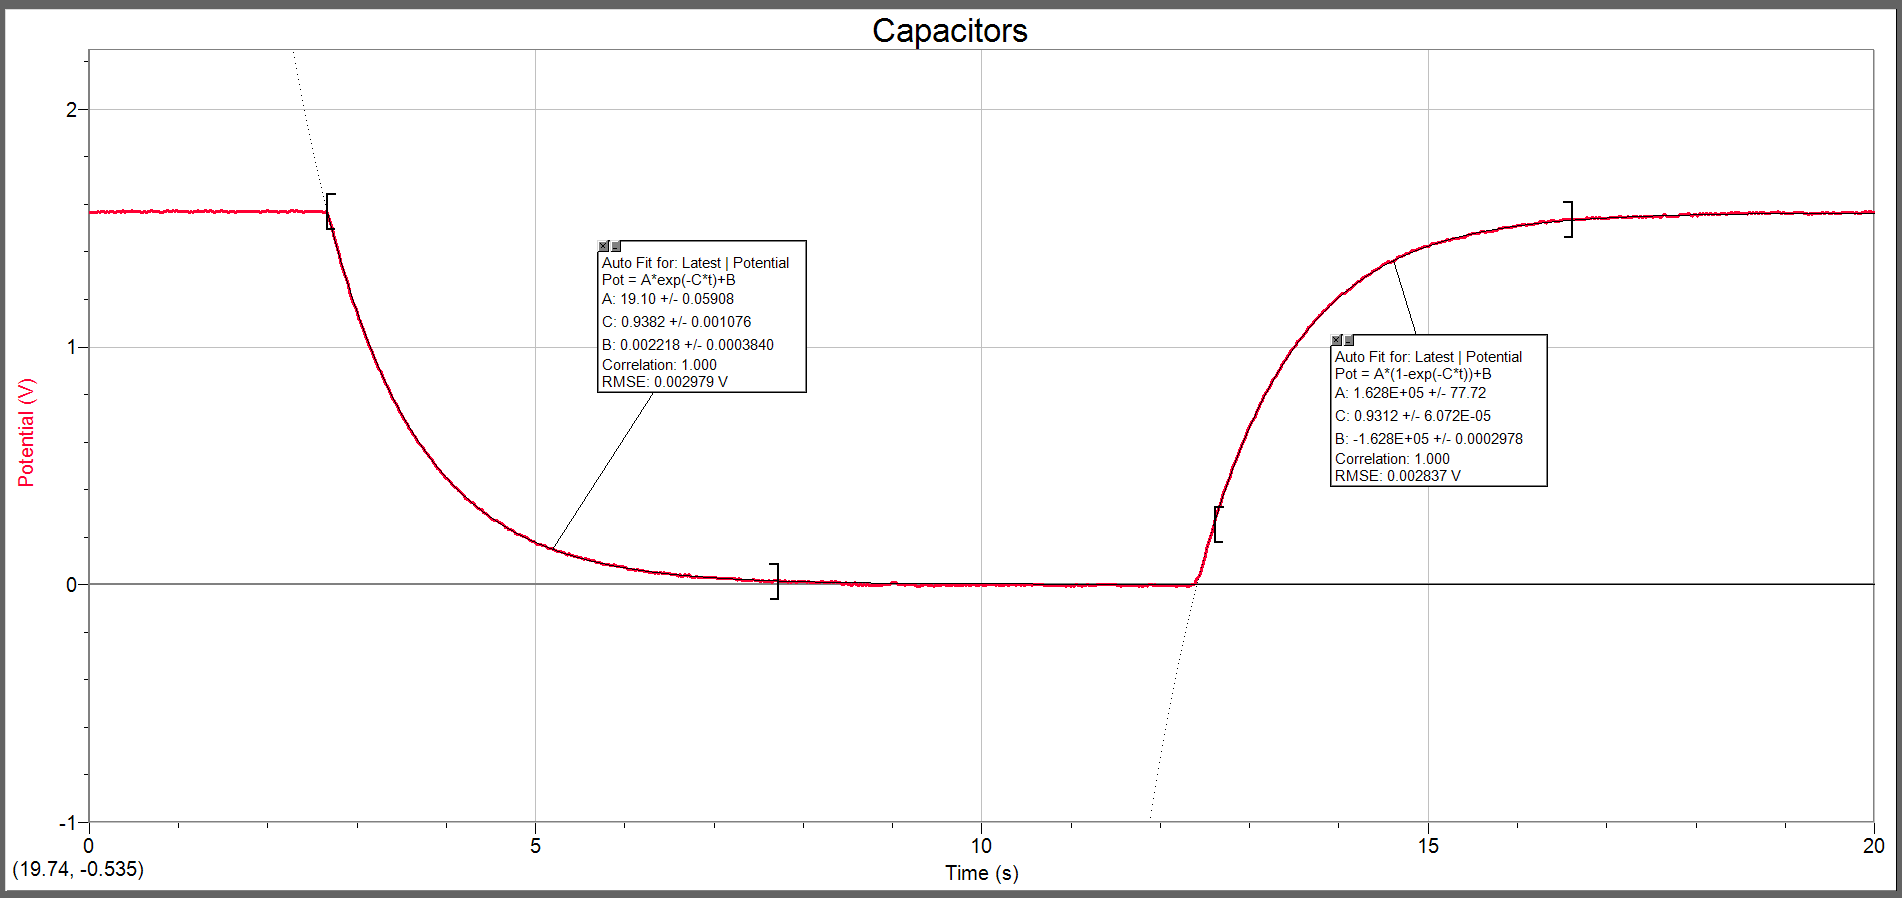 Capacitors
2
1
0
-1
Potential (V)
Auto Fit for: Latest | Potential
Pot = A*exp(-C*t)+B
A: 19.10 +/- 0.05908
C: 0.9382 +/- 0.001076
B: 0.002218 +/- 0.0003840
Correlation: 1.000
RMSE: 0.002979 V
Auto Fit for: Latest | Potential
Pot = A*(1-exp(-C*t))+B
A: 1.628E+05 +/- 77.72
C: 0.9312 +/- 6.072E-05
B: -1.628E+05 +/- 0.0002978
Correlation: 1.000
RMSE: 0.002837 V
0 5 10 15 20
(19.74, -0.535)
Time (s)